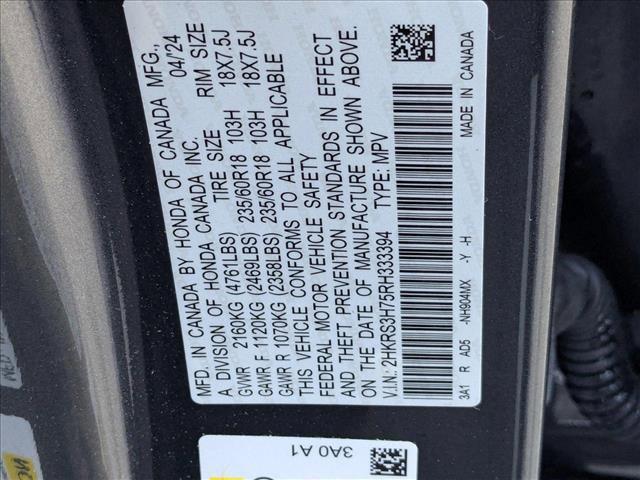 MFD. IN CANADA BY HONDA OF CANADA MFG.,
A DIVISION OF HONDA CANADA INC. 04/'24
TIRE SIZE RIM SIZE
GVWR 2160KG (4761LBS)
GAWR F 1120KG (2469LBS) 235/60R18 103H 18X7.5J
GAWR R 1070KG (2358LBS) 235/60R18 103H 18X7.5J
THIS VEHICLE CONFORMS TO ALL APPLICABLE
FEDERAL MOTOR VEHICLE SAFETY
AND THEFT PREVENTION STANDARDS IN EFFECT
ON THE DATE OF MANUFACTURE SHOWN ABOVE.
V.I.N: 2HKRS3H75RH333394 TYPE: MPV
3A1 R AD5 -NH904MX -Y -H MADE IN CANADA
3A0 A1